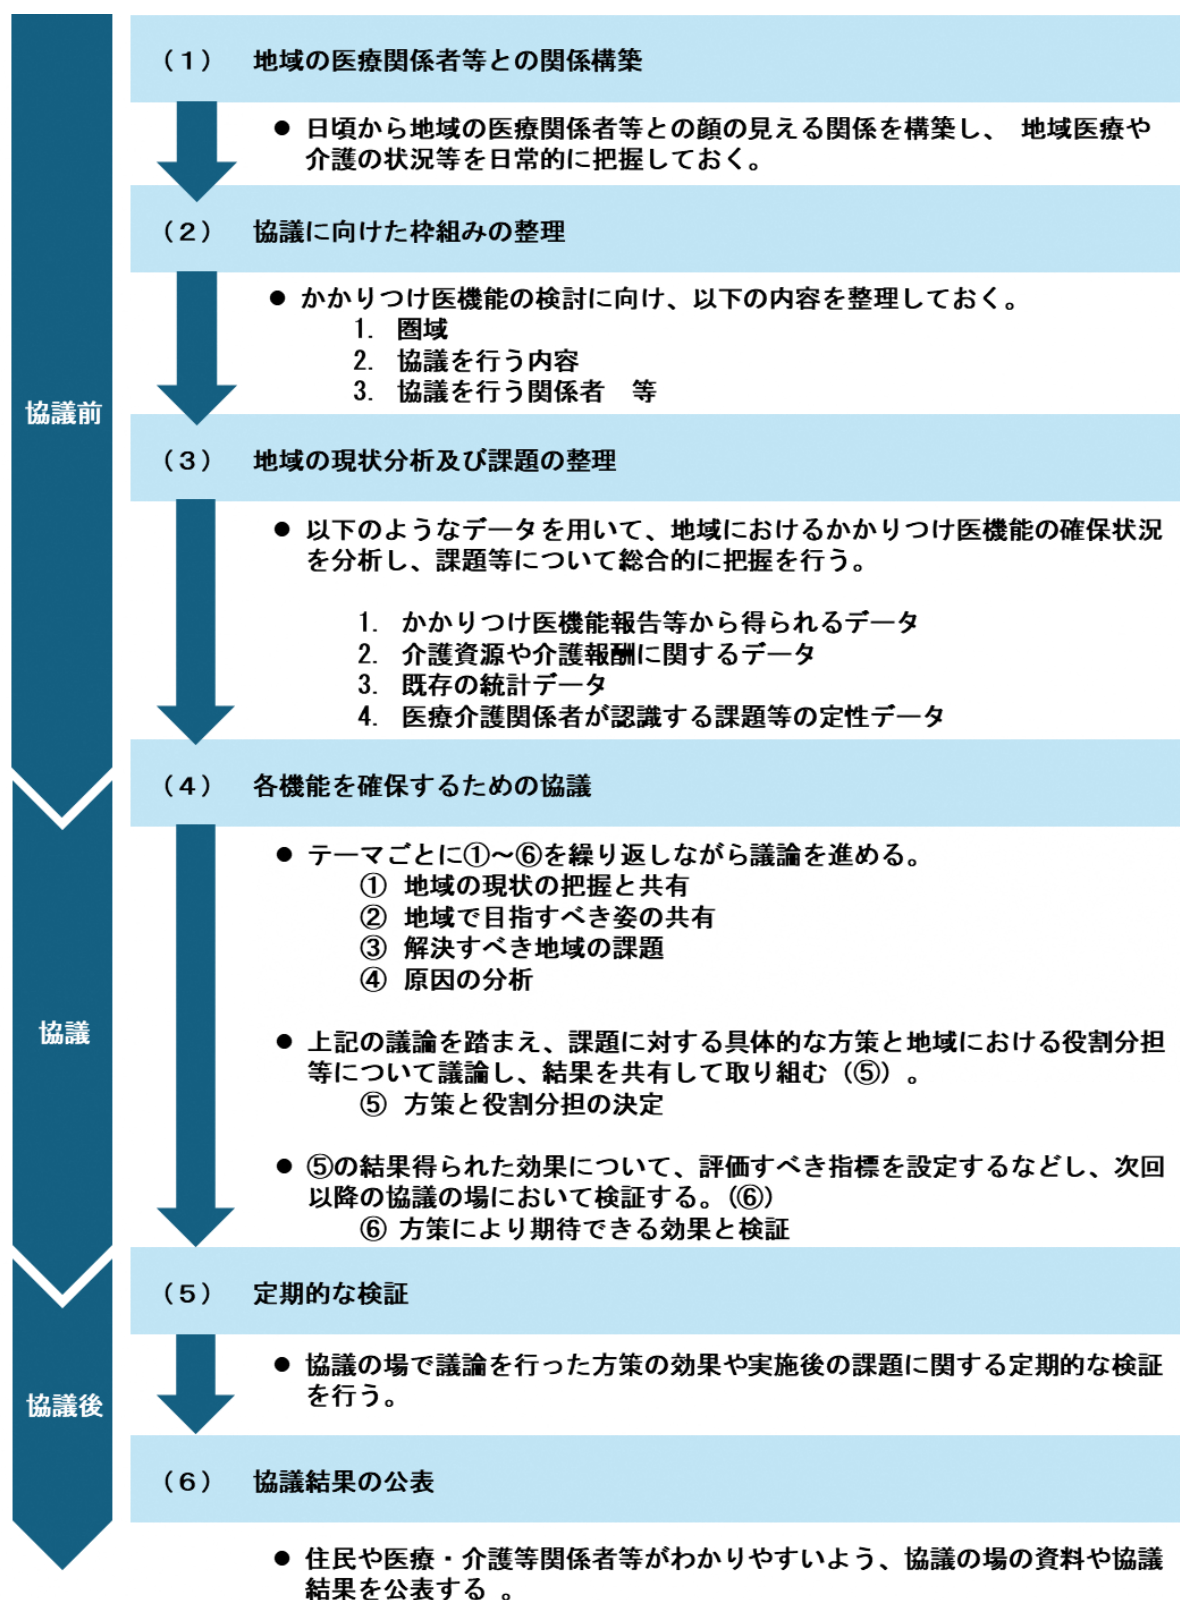 協議前
（１）　地域の医療関係者等との関係構築
● 日頃から地域の医療関係者等との顔の見える関係を構築し、 地域医療や
介護の状況等を日常的に把握しておく。
（２）　協議に向けた枠組みの整理
● かかりつけ医機能の検討に向け、以下の内容を整理しておく。
1. 圏域
2. 協議を行う内容
3. 協議を行う関係者　等
（３）　地域の現状分析及び課題の整理
● 以下のようなデータを用いて、地域におけるかかりつけ医機能の確保状況
を分析し、課題等について総合的に把握を行う。
1. かかりつけ医機能報告等から得られるデータ
2. 介護資源や介護報酬に関するデータ
3. 既存の統計データ
4. 医療介護関係者が認識する課題等の定性データ
協議
（４）　各機能を確保するための協議
● テーマごとに①～⑥を繰り返しながら議論を進める。
① 地域の現状の把握と共有
② 地域で目指すべき姿の共有
③ 解決すべき地域の課題
④ 原因の分析
● 上記の議論を踏まえ、課題に対する具体的な方策と地域における役割分担
等について議論し、結果を共有して取り組む（⑤）。
⑤ 方策と役割分担の決定
● ⑤の結果得られた効果について、評価すべき指標を設定するなどし、次回
以降の協議の場において検証する。（⑥）
⑥ 方策により期待できる効果と検証
協議後
（５）　定期的な検証
● 協議の場で議論を行った方策の効果や実施後の課題に関する定期的な検証
を行う。
（６）　協議結果の公表
● 住民や医療・介護等関係者等がわかりやすいよう、協議の場の資料や協議
結果を公表する 。